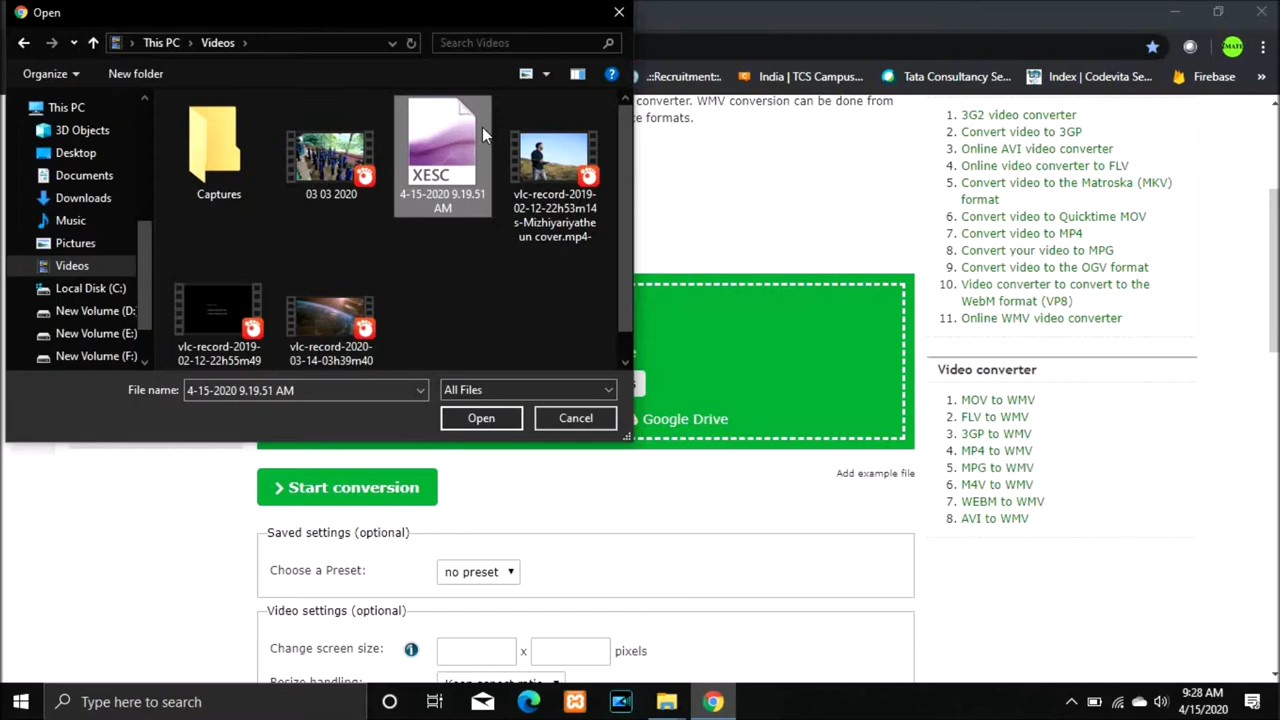 Open
This PC
Videos
Search Videos
Organize
New folder
This PC
3D Objects
Desktop
Documents
Downloads
Music
Pictures
Videos
Local Disk (C:)
New Volume (D:
New Volume (E:)
New Volume (F:)
Captures
03 03 2020
XESC
4-15-2020 9.19.51
AM
vlc-record-2019-
02-12-22h53m14
s-Mizhiyariyathe
un cover.mp4-
vlc-record-2019-
02-12-22h55m49
vlc-record-2020-
03-14-03h39m40
File name:
4-15-2020 9.19.51 AM
All Files
Open
Cancel
.::Recruitment::.
India | TCS Campus...
Tata Consultancy Se...
Index | Codevita Se...
Firebase
»
converter. WMV conversion can be done from
te formats.
Google Drive
Add example file
Start conversion
Saved settings (optional)
Choose a Preset:
no preset
Video settings (optional)
Change screen size:
x
pixels
1. 3G2 video converter
2. Convert video to 3GP
3. Online AVI video converter
4. Online video converter to FLV
5. Convert video to the Matroska (MKV)
format
6. Convert video to Quicktime MOV
7. Convert video to MP4
8. Convert your video to MPG
9. Convert video to the OGV format
10. Video converter to convert to the
WebM format (VP8)
11. Online WMV video converter
Video converter
1. MOV to WMV
2. FLV to WMV
3. 3GP to WMV
4. MP4 to WMV
5. MPG to WMV
6. M4V to WMV
7. WEBM to WMV
8. AVI to WMV
Type here to search
9:28 AM
4/15/2020